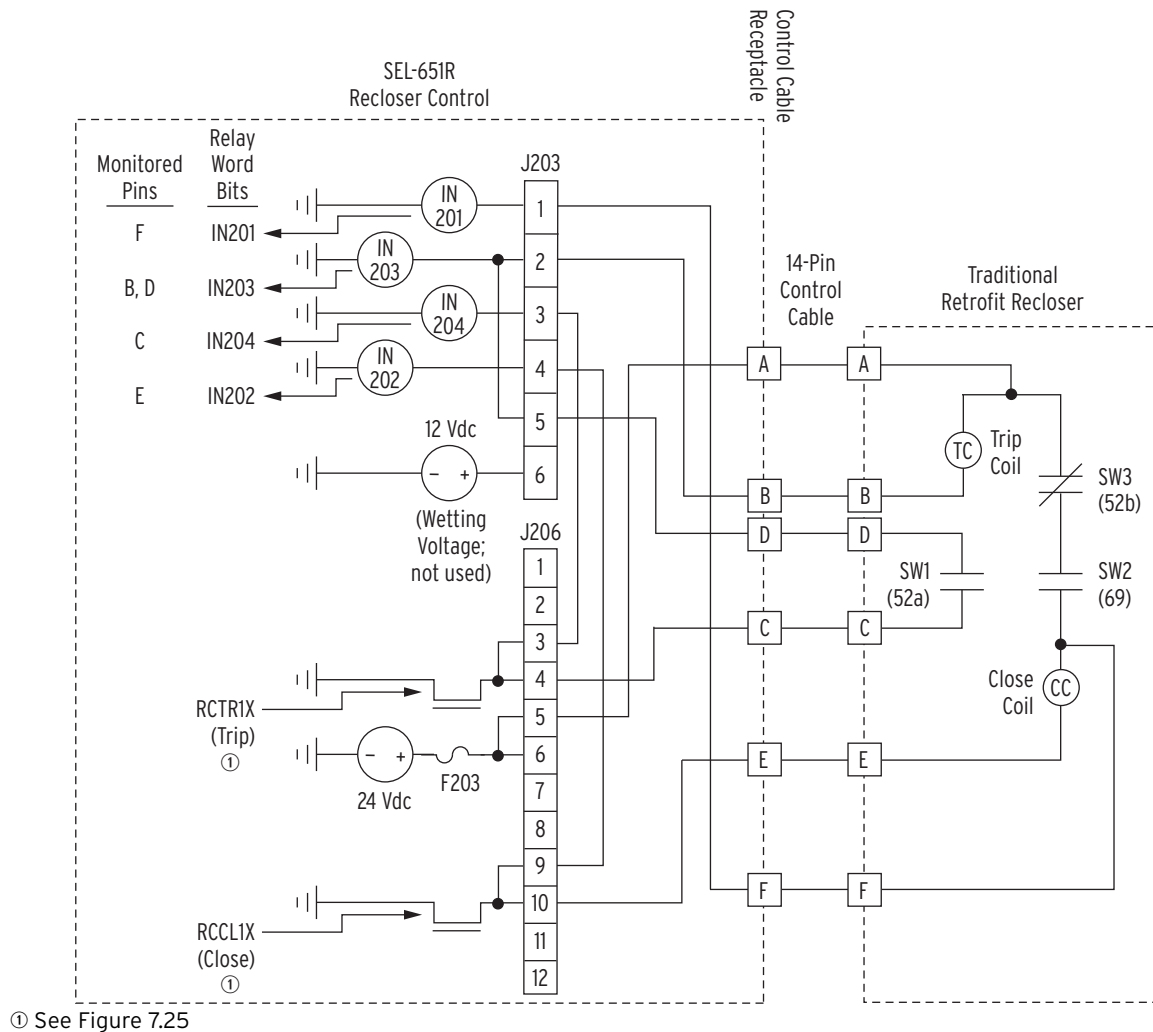 Control Cable
Receptacle
SEL-651R
Recloser Control
Monitored
Pins
Relay
Word
Bits
J203
F
IN201
IN
201
1
B, D
IN203
IN
203
2
C
IN204
IN
204
3
E
IN202
IN
202
4
5
12 Vdc
- +
6
(Wetting
Voltage;
not used)
J206
1
2
3
4
RCTR1X
(Trip)
①
5
- +
F203
24 Vdc
6
7
8
9
10
RCCL1X
(Close)
①
11
12
14-Pin
Control
Cable
Traditional
Retrofit Recloser
A
A
B
B
D
D
C
C
E
E
F
F
TC
Trip
Coil
SW3
(52b)
SW1
(52a)
SW2
(69)
Close
Coil
CC
① See Figure 7.25